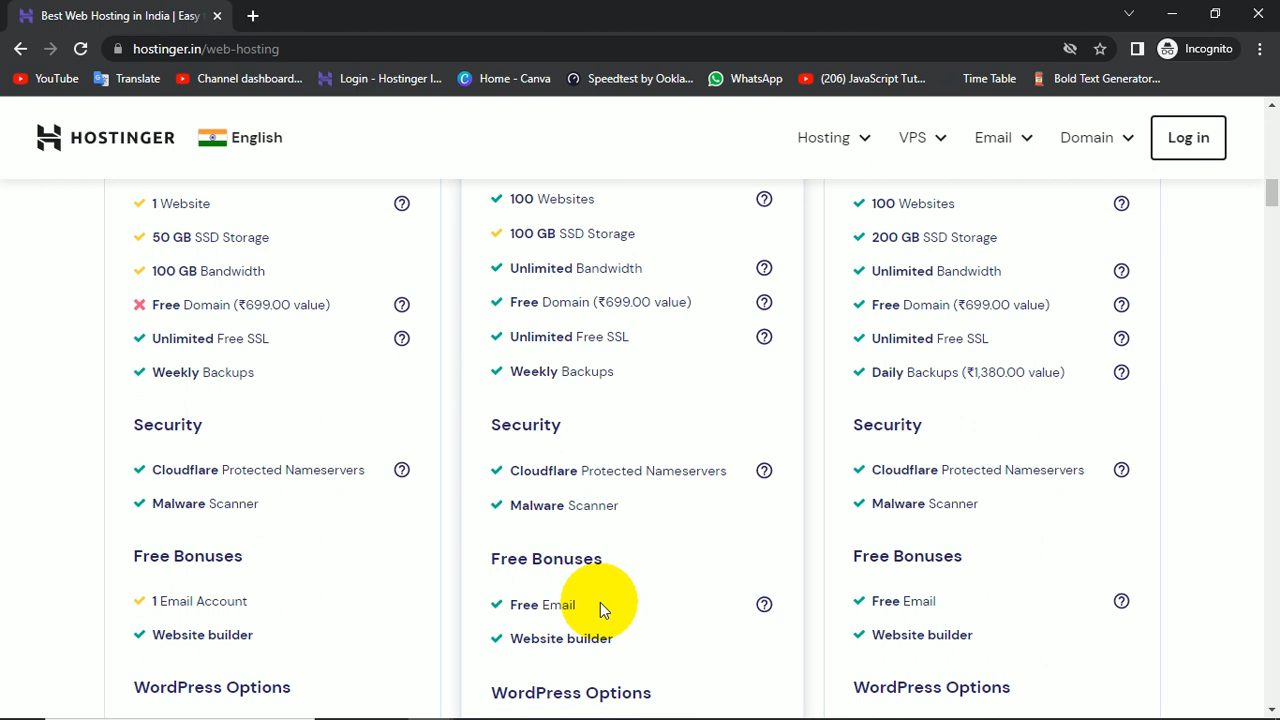 Best Web Hosting in India | Easy
hostinger.in/web-hosting
Incognito
YouTube
Translate
Channel dashboard...
Login - Hostinger I...
Home - Canva
Speedtest by Ookla...
WhatsApp
(206) JavaScript Tut...
Time Table
Bold Text Generator...
HOSTINGER
English
Hosting
VPS
Email
Domain
Log in
1 Website
50 GB SSD Storage
100 GB Bandwidth
Free Domain (₹699.00 value)
Unlimited Free SSL
Weekly Backups
Security
Cloudflare Protected Nameservers
Malware Scanner
Free Bonuses
1 Email Account
Website builder
WordPress Options
100 Websites
100 GB SSD Storage
Unlimited Bandwidth
Free Domain (₹699.00 value)
Unlimited Free SSL
Weekly Backups
Security
Cloudflare Protected Nameservers
Malware Scanner
Free Bonuses
Free Email
Website builder
WordPress Options
100 Websites
200 GB SSD Storage
Unlimited Bandwidth
Free Domain (₹699.00 value)
Unlimited Free SSL
Daily Backups (₹1,380.00 value)
Security
Cloudflare Protected Nameservers
Malware Scanner
Free Bonuses
Free Email
Website builder
WordPress Options